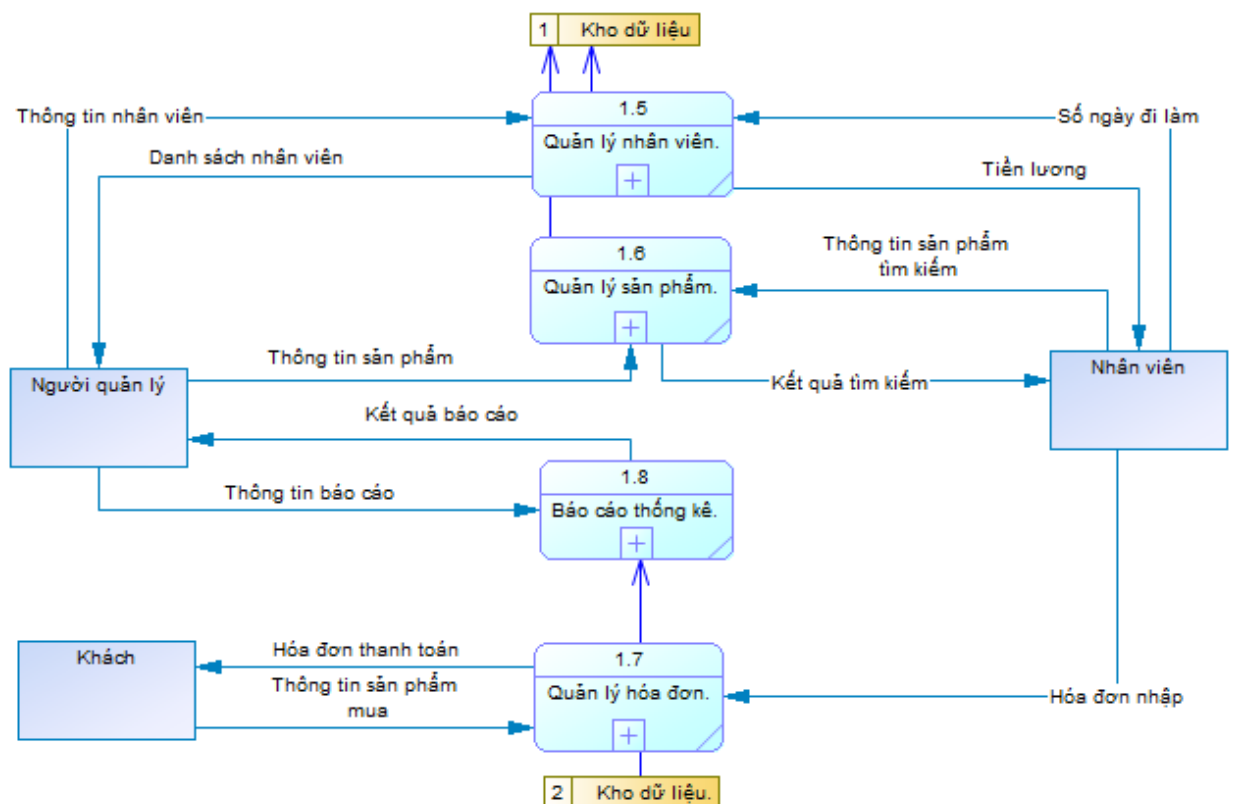 1 Kho dữ liệu
1.5
Thông tin nhân viên
Số ngày đi làm
Quản lý nhân viên.
Danh sách nhân viên
Tiền lương
1.6
Thông tin sản phẩm
tìm kiếm
Quản lý sản phẩm.
Thông tin sản phẩm
Người quản lý
Nhân viên
Kết quả tìm kiếm
Kết quả báo cáo
1.8
Thông tin báo cáo
Báo cáo thống kê.
Khách
Hóa đơn thanh toán
1.7
Thông tin sản phẩm
mua
Quản lý hóa đơn.
Hóa đơn nhập
2 Kho dữ liệu.